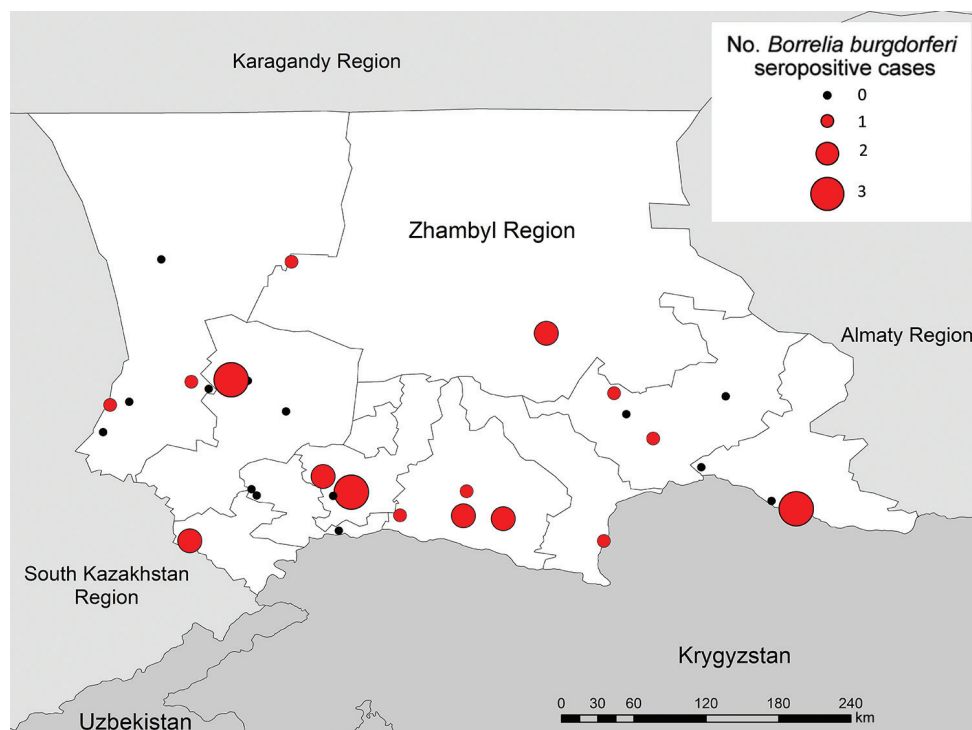 Karagandy Region
No. Borrelia burgdorferi
seropositive cases
0
1
2
3
Zhambyl Region
Almaty Region
South Kazakhstan
Region
Krygyzstan
Uzbekistan
0 30 60 120 180 240
km